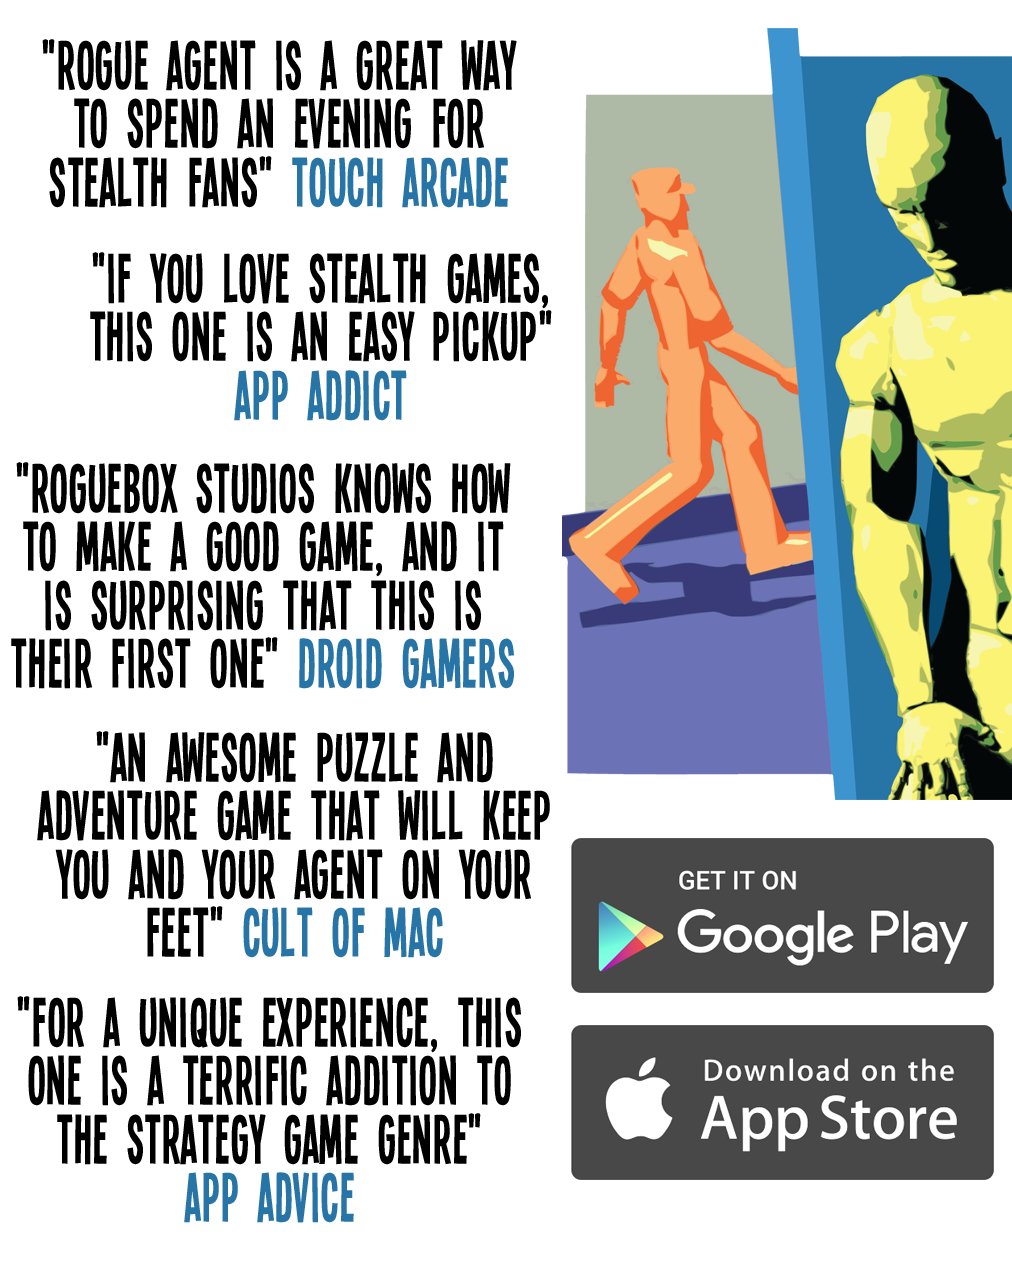 "ROGUE AGENT IS A GREAT WAY
TO SPEND AN EVENING FOR
STEALTH FANS" TOUCH ARCADE
"IF YOU LOVE STEALTH GAMES,
THIS ONE IS AN EASY PICKUP"
APP ADDICT
"ROGUEBOX STUDIOS KNOWS HOW
TO MAKE A GOOD GAME, AND IT
IS SURPRISING THAT THIS IS
THEIR FIRST ONE" DROID GAMERS
"AN AWESOME PUZZLE AND
ADVENTURE GAME THAT WILL KEEP
YOU AND YOUR AGENT ON YOUR
FEET" CULT OF MAC
"FOR A UNIQUE EXPERIENCE, THIS
ONE IS A TERRIFIC ADDITION TO
THE STRATEGY GAME GENRE"
APP ADVICE
GET IT ON
Google Play
Download on the
App Store